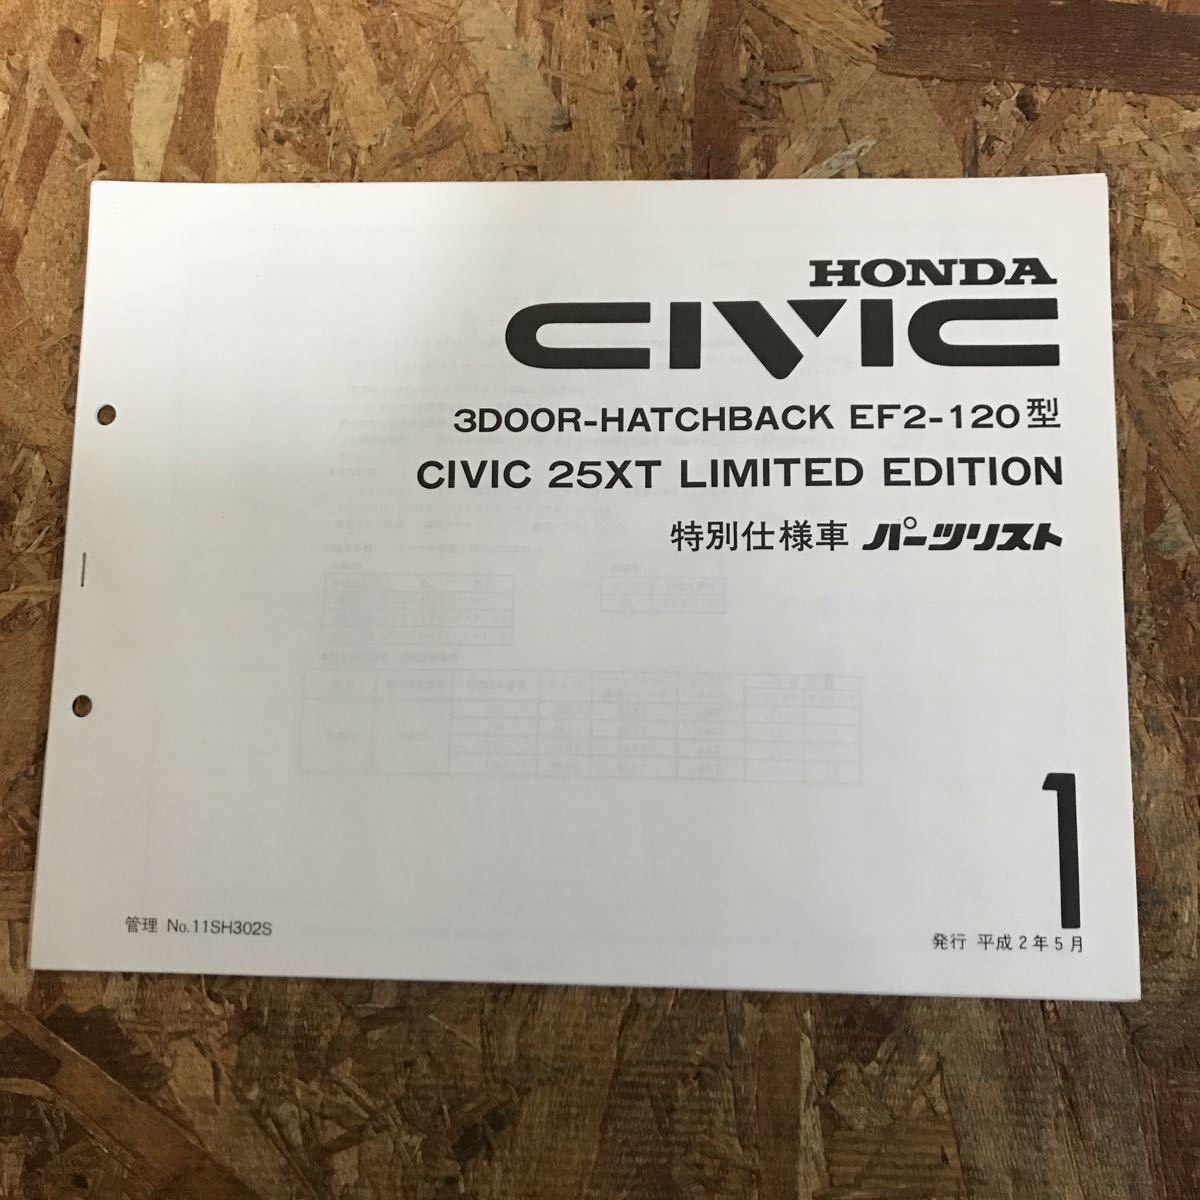 HONDA
CIVIC
3DOOR-HATCHBACK EF2-120型
CIVIC 25XT LIMITED EDITION
特別仕様車 パーツリスト
1
管理 No.11SH302S
発行 平成2年5月